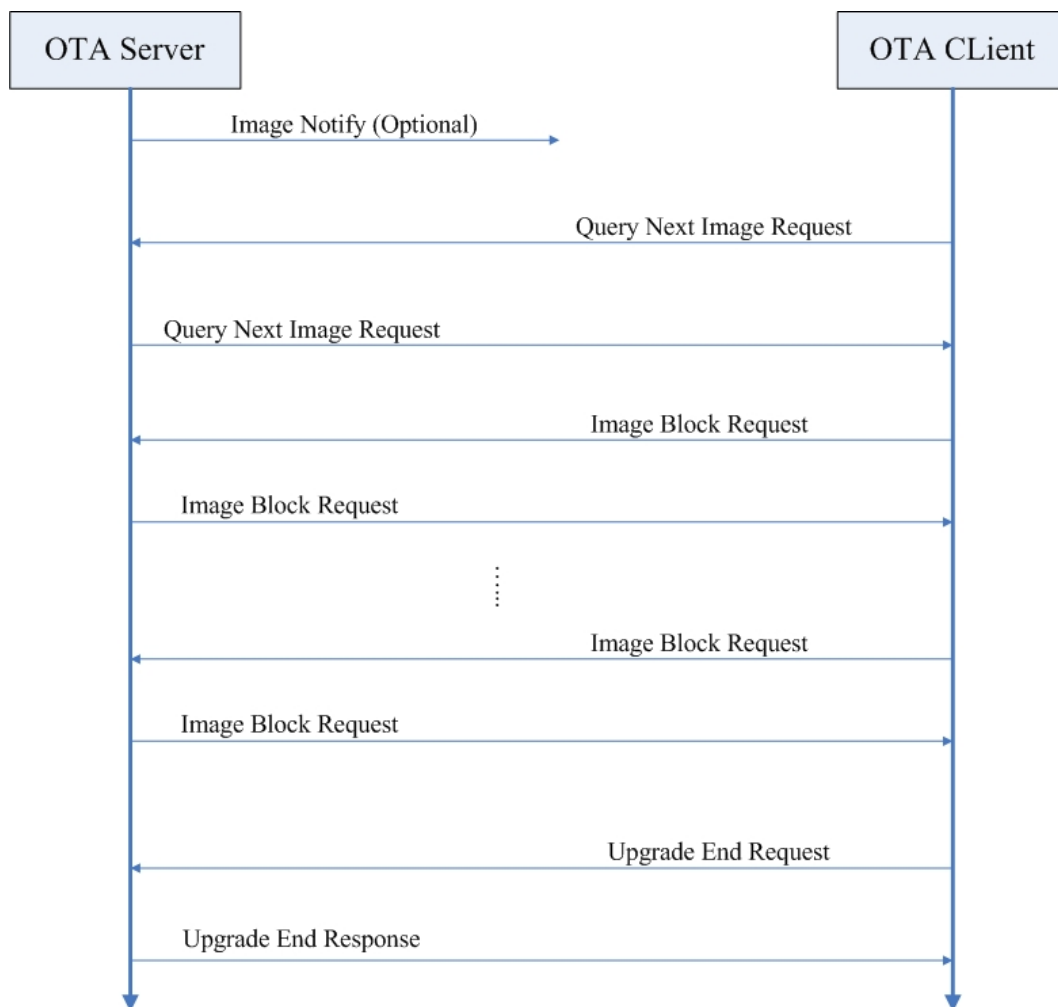 OTA Server
OTA CLient
Image Notify (Optional)
Query Next Image Request
Query Next Image Request
Image Block Request
Image Block Request
Image Block Request
Image Block Request
Upgrade End Request
Upgrade End Response